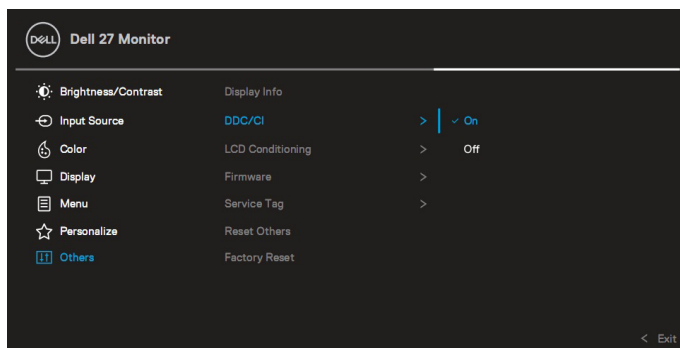 DELL Dell 27 Monitor
Brightness/Contrast Display Info
Input Source DDC/CI > ✓ On
Color LCD Conditioning > Off
Display Firmware >
Menu Service Tag >
Personalize Reset Others
Others Factory Reset
< Exit